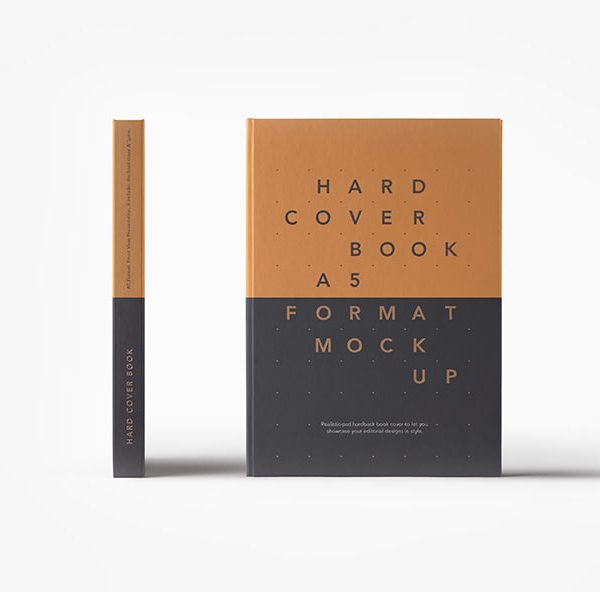 HARD COVER BOOK
HARD
COVER
BOOK
A5
FORMAT
MOCK
UP
Realistic psd hardback book cover to let you
showcase your editorial designs in style.